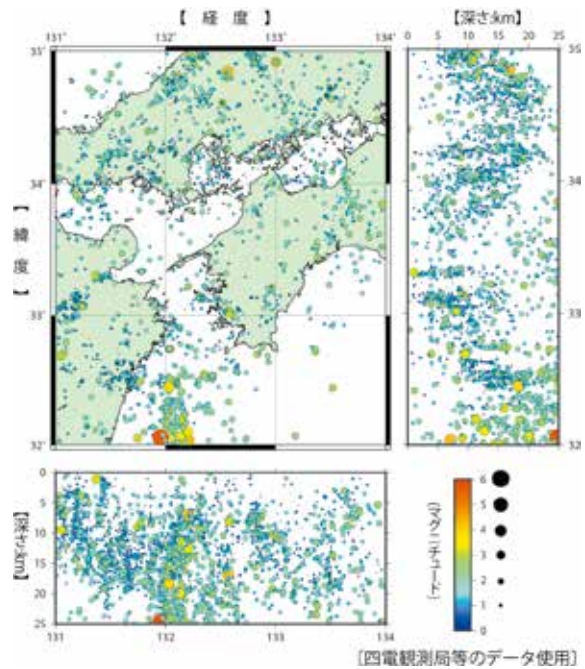 【 経 度 】
131° 132° 133° 134°
35° 34° 33° 32°
【緯度】
【深さ:km】
0 5 10 15 20 25
35 34 33 32
【深さ:km】
0 5 10 15 20 25
131 132 133 134
6 5 4 3 2 1 0
(マグニチュード)
[四電観測局等のデータ使用]